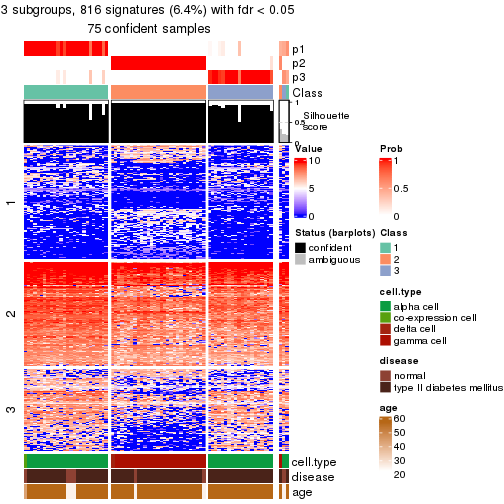 3 subgroups, 816 signatures (6.4%) with fdr < 0.05
75 confident samples
p1
p2
p3
Class
1
0.5
0
Silhouette
score
1
2
3
cell.type
disease
age
Value
10
5
0
Prob
1
0.5
0
Status (barplots)
confident
ambiguous
Class
1
2
3
cell.type
alpha cell
co-expression cell
delta cell
gamma cell
disease
normal
type II diabetes mellitus
age
60
50
40
30
20